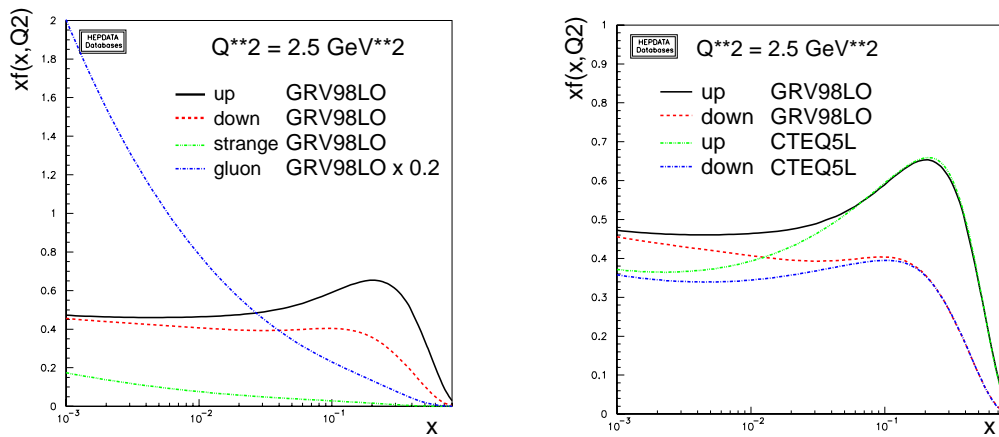 xf(x,Q2)
HEPDATA
Databases
Q**2 = 2.5 GeV**2
up GRV98LO
down GRV98LO
strange GRV98LO
gluon GRV98LO x 0.2
2
1.8
1.6
1.4
1.2
1
0.8
0.6
0.4
0.2
0
10⁻³ 10⁻² 10⁻¹
x
xf(x,Q2)
HEPDATA
Databases
Q**2 = 2.5 GeV**2
up GRV98LO
down GRV98LO
up CTEQ5L
down CTEQ5L
1
0.9
0.8
0.7
0.6
0.5
0.4
0.3
0.2
0.1
0
10⁻³ 10⁻² 10⁻¹
x